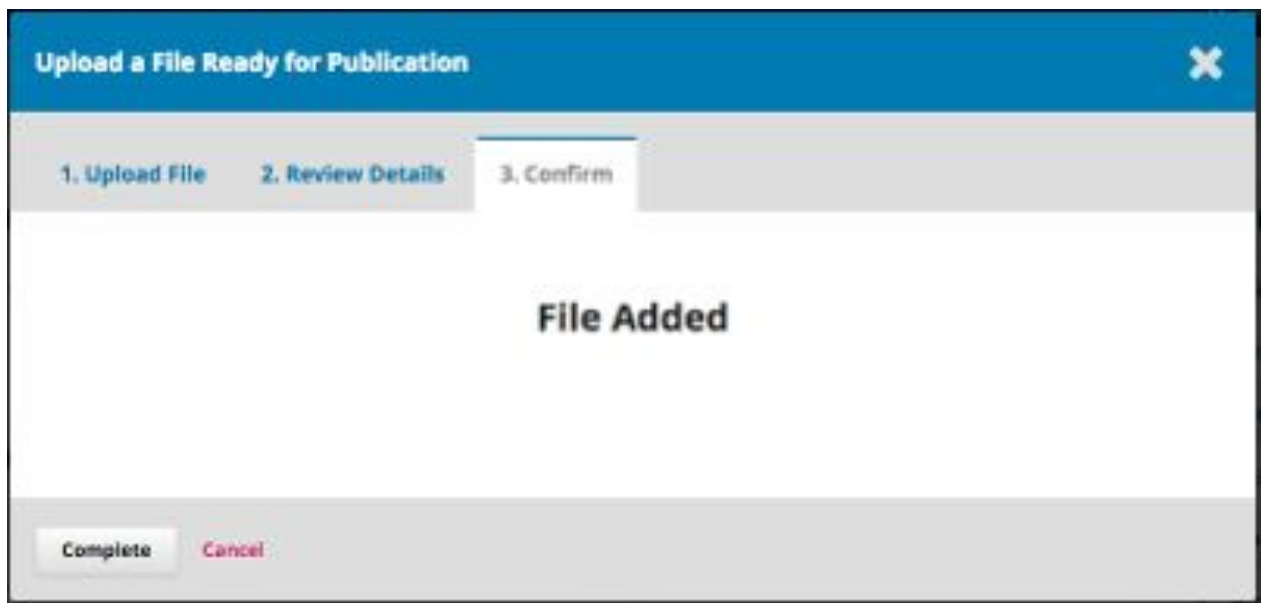 Upload a File Ready for Publication
1. Upload File 2. Review Details 3. Confirm
File Added
Complete Cancel